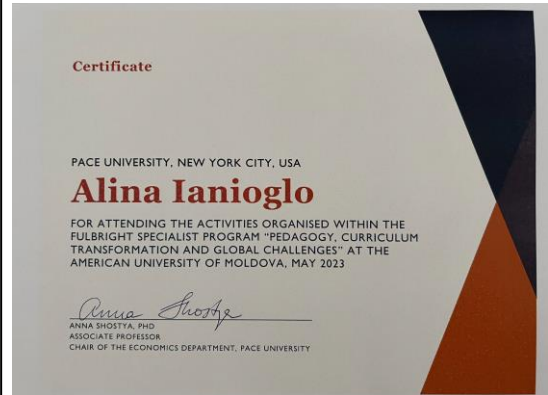 Certificate
PACE UNIVERSITY, NEW YORK CITY, USA
Alina Ianioglo
FOR ATTENDING THE ACTIVITIES ORGANISED WITHIN THE
FULBRIGHT SPECIALIST PROGRAM "PEDAGOGY, CURRICULUM
TRANSFORMATION AND GLOBAL CHALLENGES" AT THE
AMERICAN UNIVERSITY OF MOLDOVA, MAY 2023
Anna Shostya
ANNA SHOSTYA, PHD
ASSOCIATE PROFESSOR
CHAIR OF THE ECONOMICS DEPARTMENT, PACE UNIVERSITY